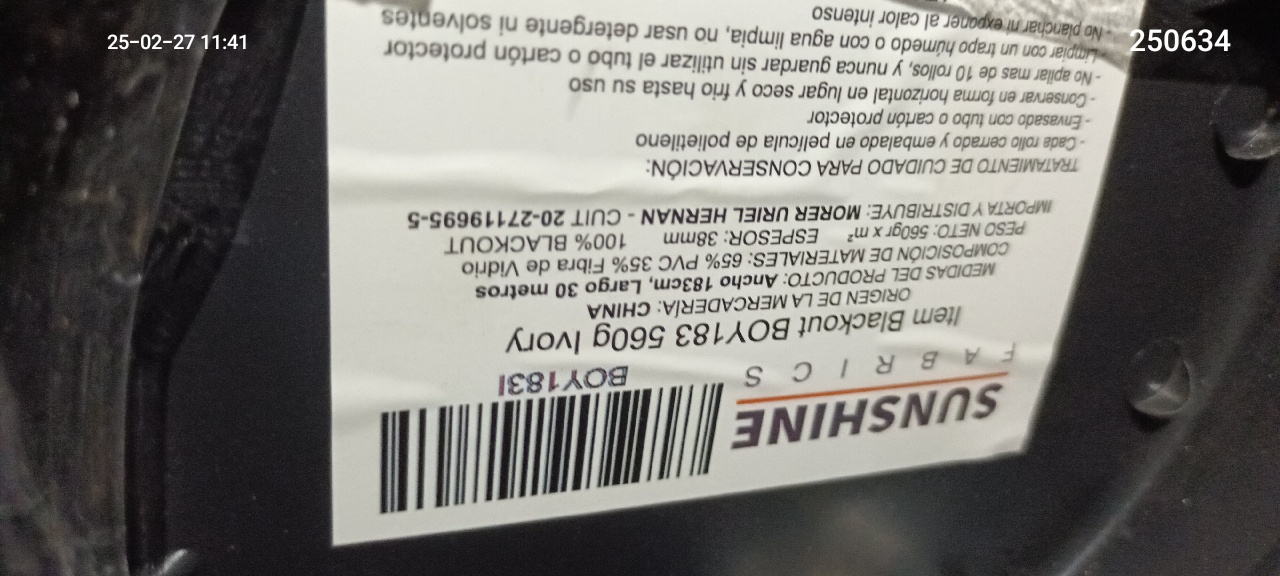 25-02-27 11:41
250634
SUNSHINE
FABRICS
BOY183I
Item Blackout BOY183 560g Ivory
ORIGEN DE LA MERCADERÍA: CHINA
MEDIDAS DEL PRODUCTO: Ancho 183cm, Largo 30 metros
COMPOSICIÓN DE MATERIALES: 65% PVC 35% Fibra de Vidrio
PESO NETO: 560gr x m² ESPESOR: 38mm 100% BLACKOUT
IMPORTA Y DISTRIBUYE: MORER URIEL HERNAN - CUIT 20-27119695-5
TRATAMIENTO DE CUIDADO PARA CONSERVACIÓN:
- Cada rollo cerrado y embalado en película de polietileno
- Envasado con tubo o cartón protector
- Conservar en forma horizontal en lugar seco y frio hasta su uso
- No apilar mas de 10 rollos, y nunca guardar sin utilizar el tubo o cartón protector
- Limpiar con un trapo húmedo o con agua limpia, no usar detergente ni solventes
- No planchar ni exponer al calor intenso